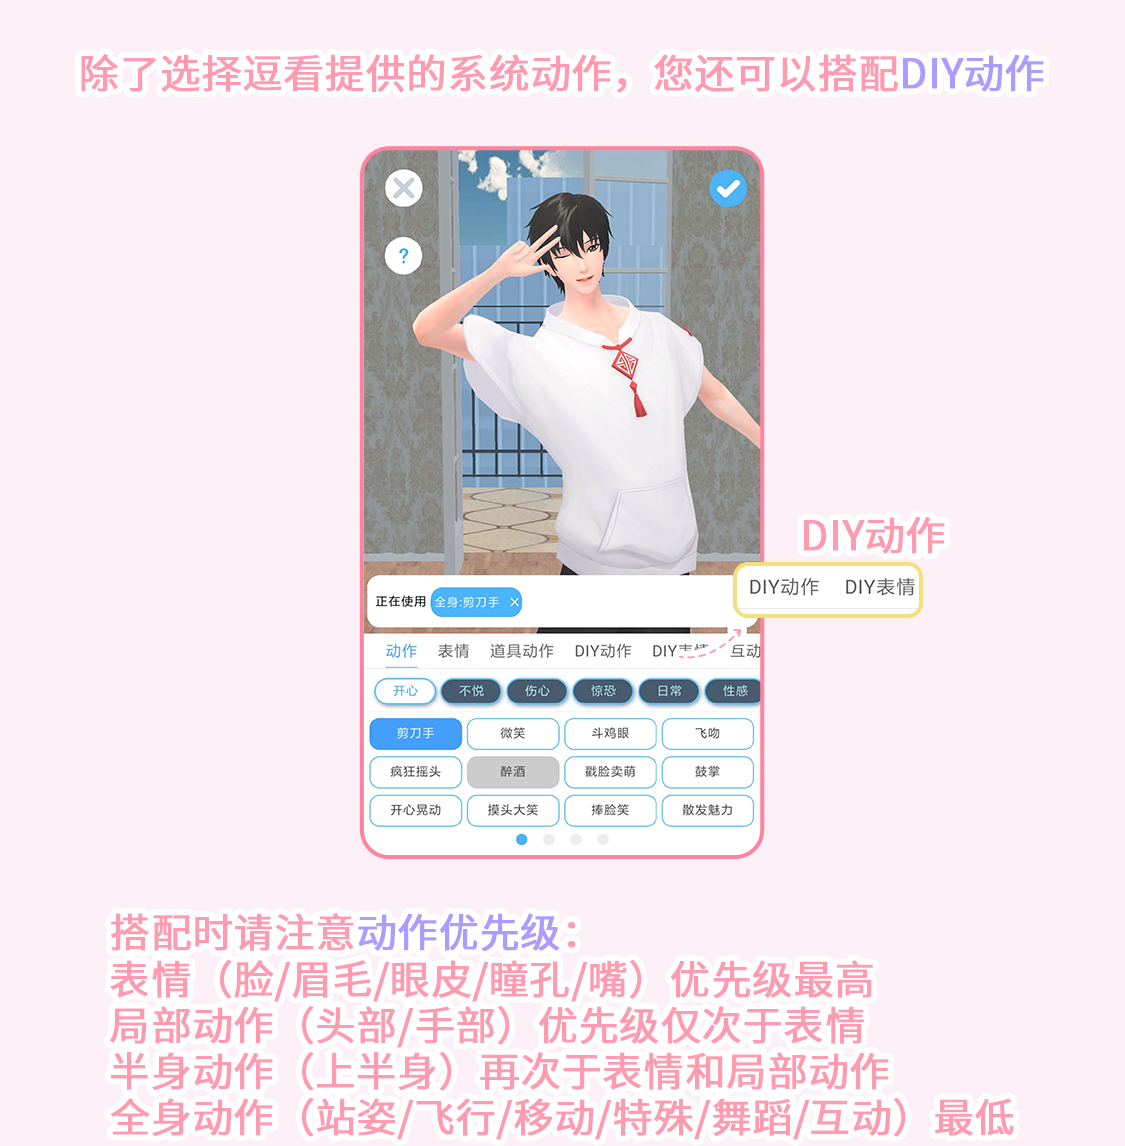 除了选择逗看提供的系统动作，您还可以搭配DIY动作
?
DIY动作
DIY动作 DIY表情
正在使用 全身:剪刀手 ×
动作 表情 道具动作 DIY动作 DIY表情 互动
开心 不悦 伤心 惊恐 日常 性感
剪刀手 微笑 斗鸡眼 飞吻
疯狂摇头 醉酒 戳脸卖萌 鼓掌
开心晃动 摸头大笑 捧脸笑 散发魅力
搭配时请注意动作优先级：
表情（脸/眉毛/眼皮/瞳孔/嘴）优先级最高
局部动作（头部/手部）优先级仅次于表情
半身动作（上半身）再次于表情和局部动作
全身动作（站姿/飞行/移动/特殊/舞蹈/互动）最低